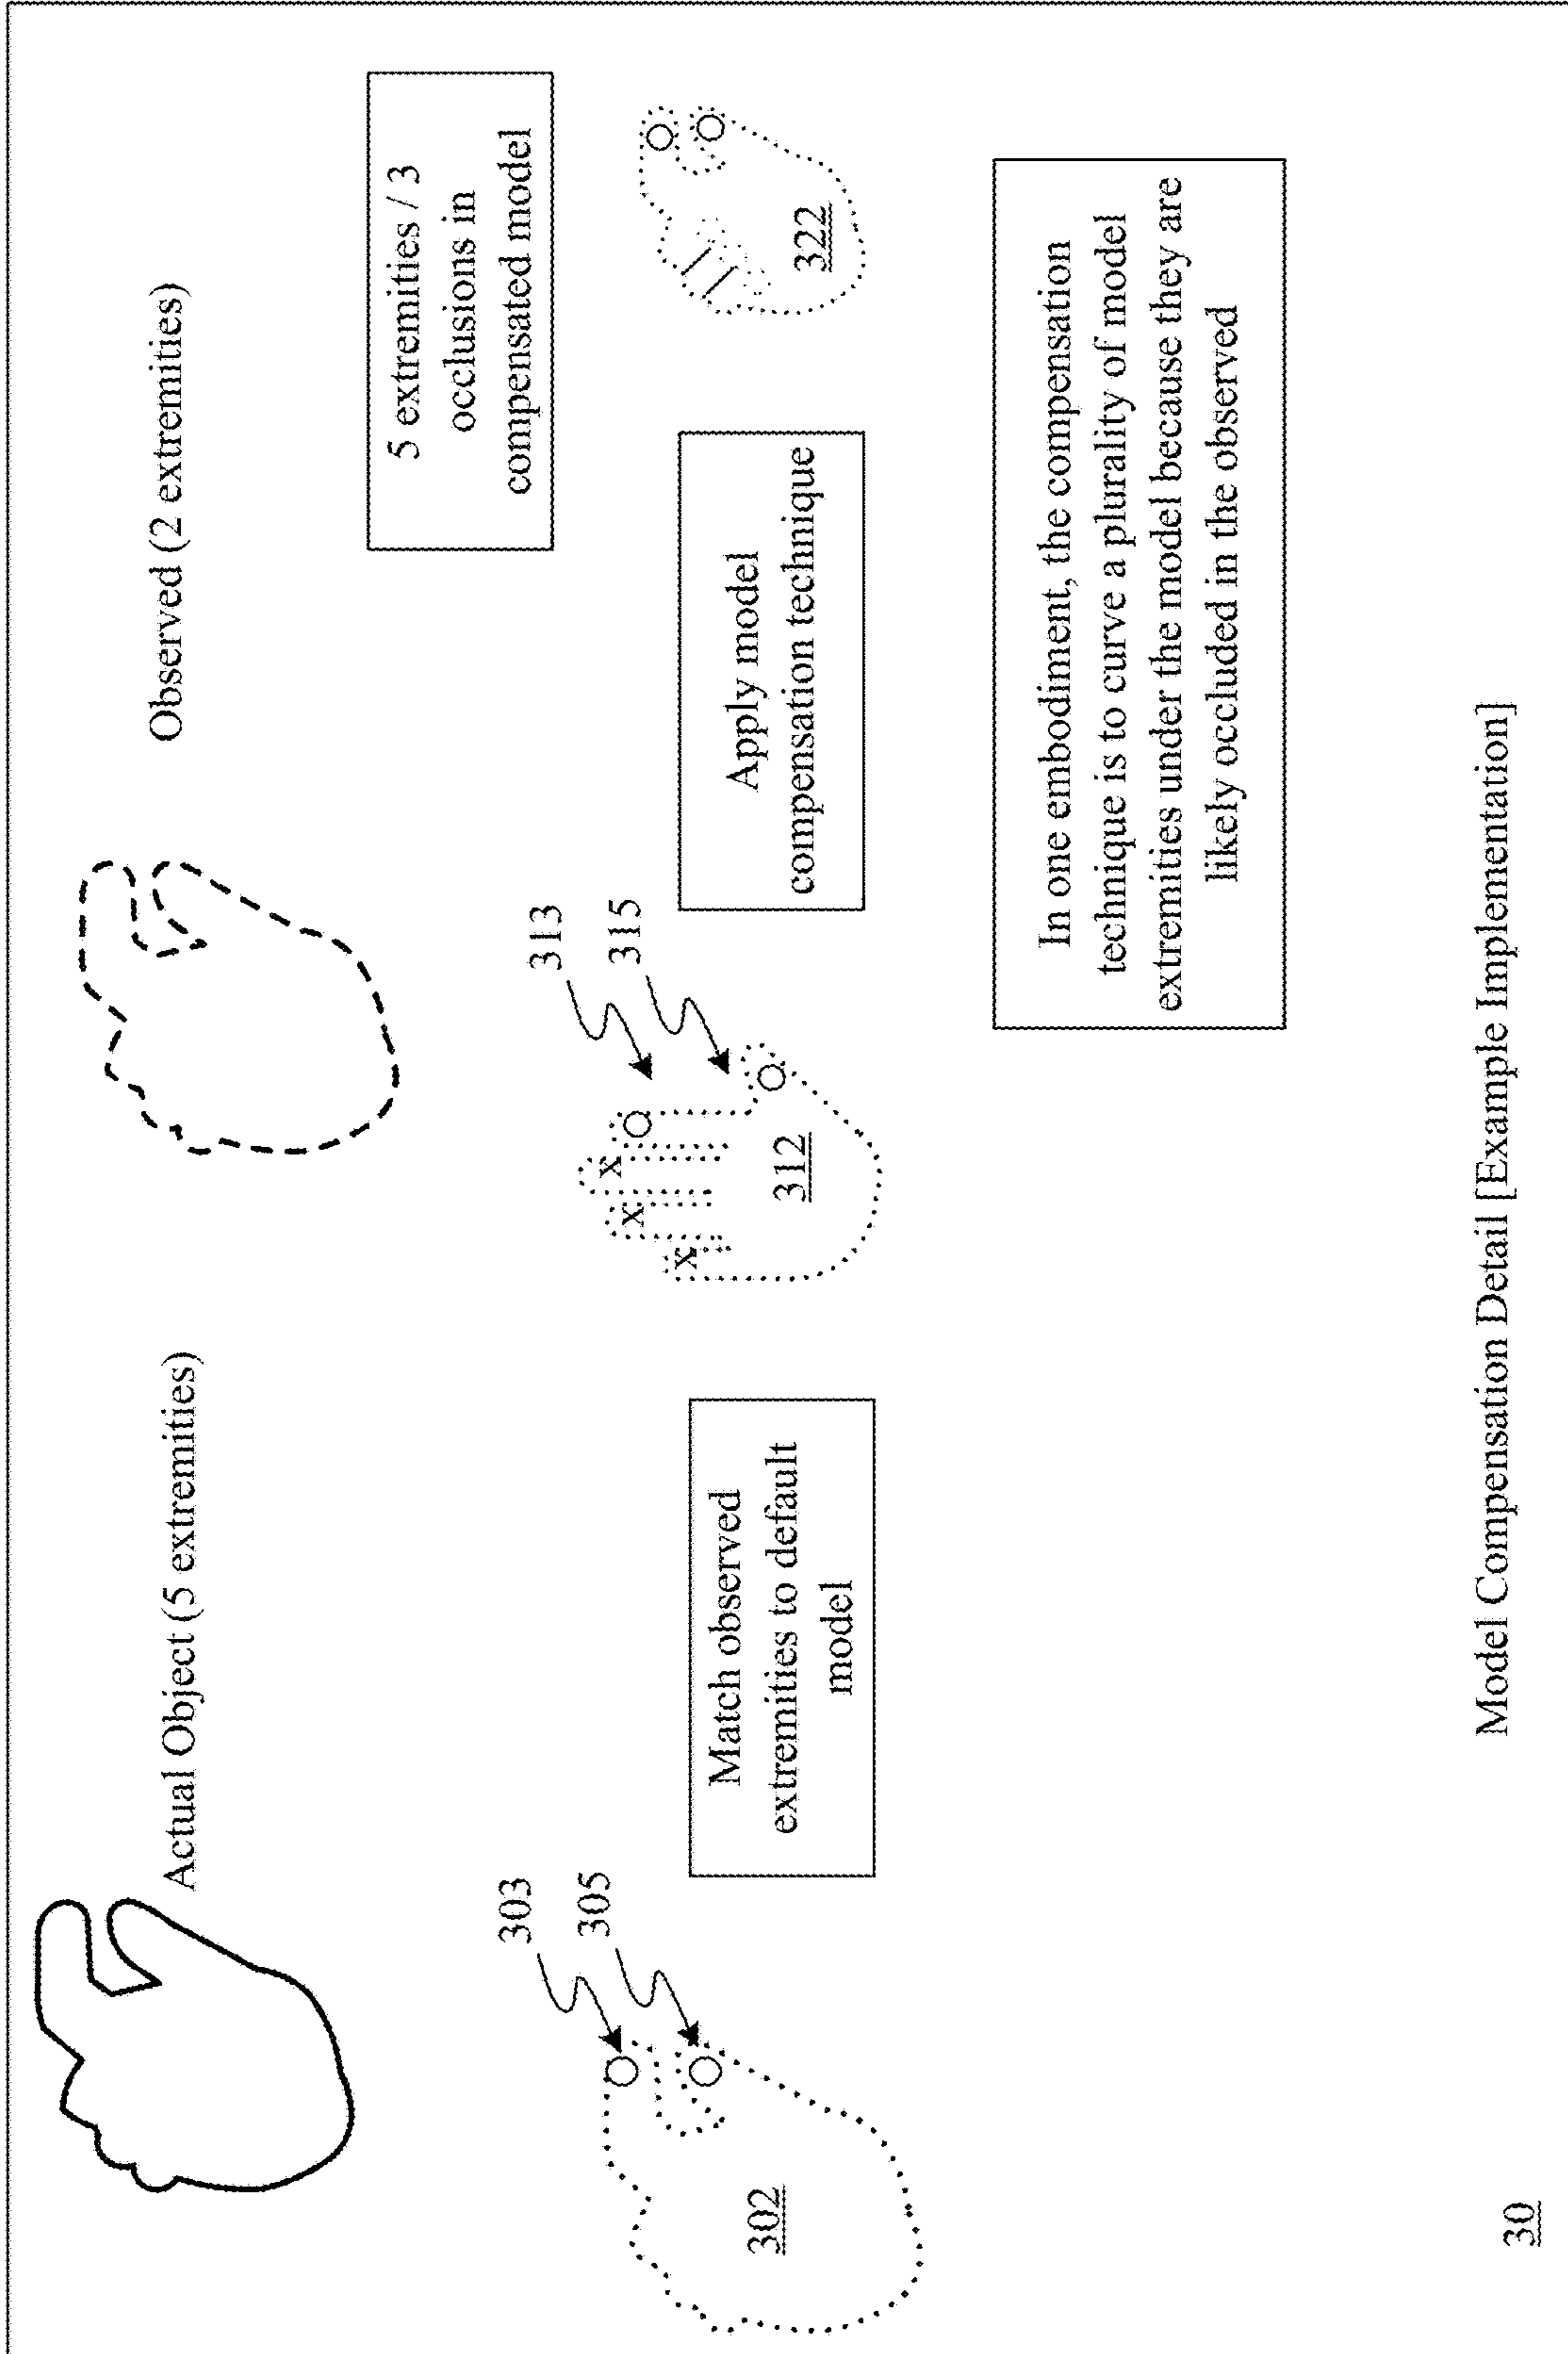 Actual Object (5 extremities)
Observed (2 extremities)
303
305
302
Match observed
extremities to default
model
313
315
x
x
x
312
Apply model
compensation technique
5 extremities / 3
occlusions in
compensated model
322
In one embodiment, the compensation
technique is to curve a plurality of model
extremities under the model because they are
likely occluded in the observed
30
Model Compensation Detail [Example Implementation]